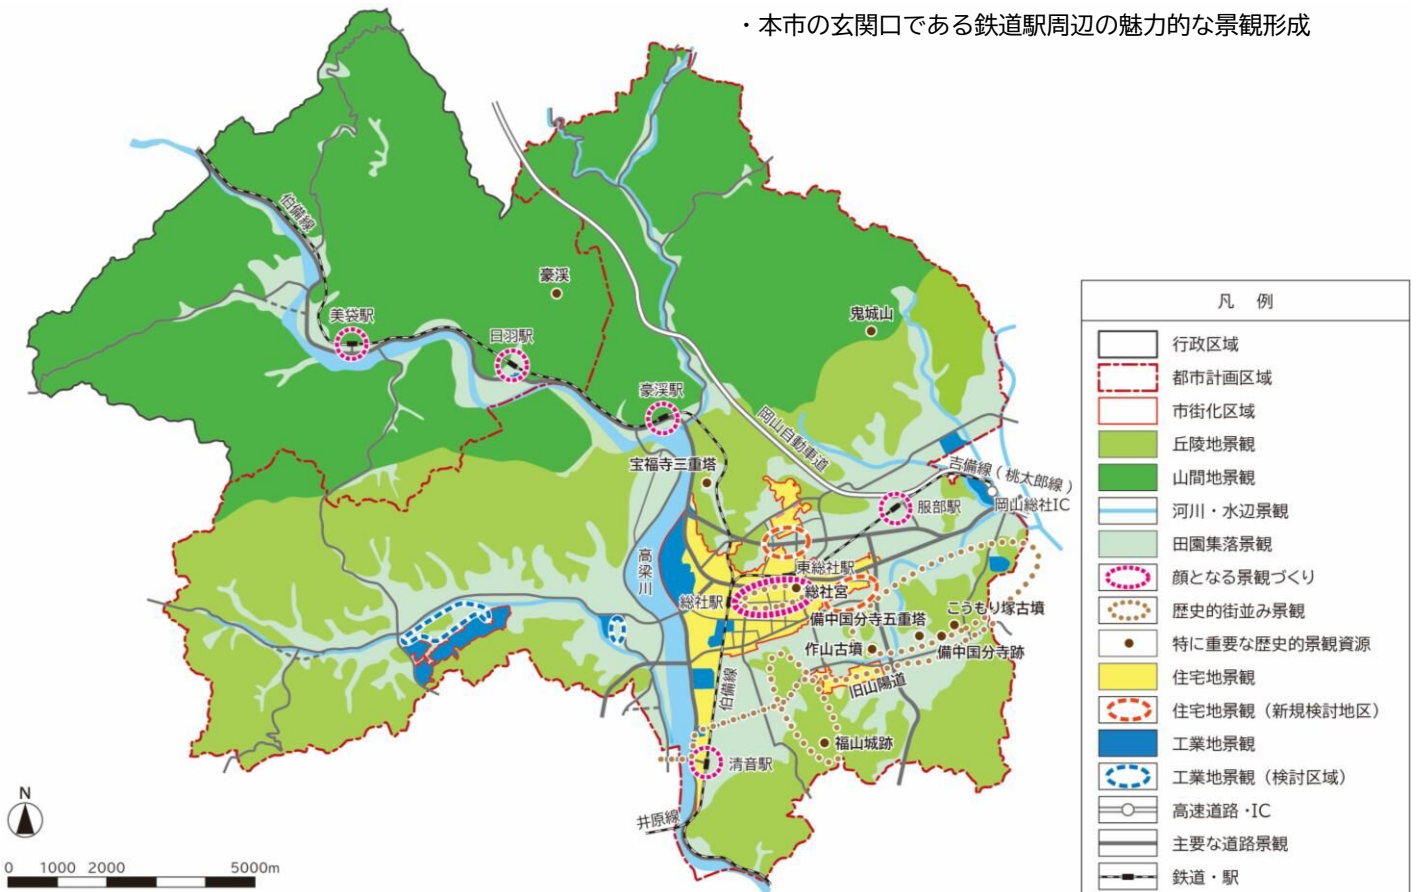 ・本市の玄関口である鉄道駅周辺の魅力的な景観形成
伯備線
豪渓
鬼城山
美袋駅
日羽駅
豪渓駅
岡山自動車道
宝福寺三重塔
吉備線（桃太郎線）
服部駅
岡山総社IC
高梁川
東総社駅
総社駅
総社宮
備中国分寺五重塔
こうもり塚古墳
作山古墳
備中国分寺跡
旧山陽道
伯備線
福山城跡
清音駅
井原線
N
0 1000 2000 5000m
凡 例
行政区域
都市計画区域
市街化区域
丘陵地景観
山間地景観
河川・水辺景観
田園集落景観
顔となる景観づくり
歴史的街並み景観
特に重要な歴史的景観資源
住宅地景観
住宅地景観（新規検討地区）
工業地景観
工業地景観（検討区域）
高速道路・IC
主要な道路景観
鉄道・駅